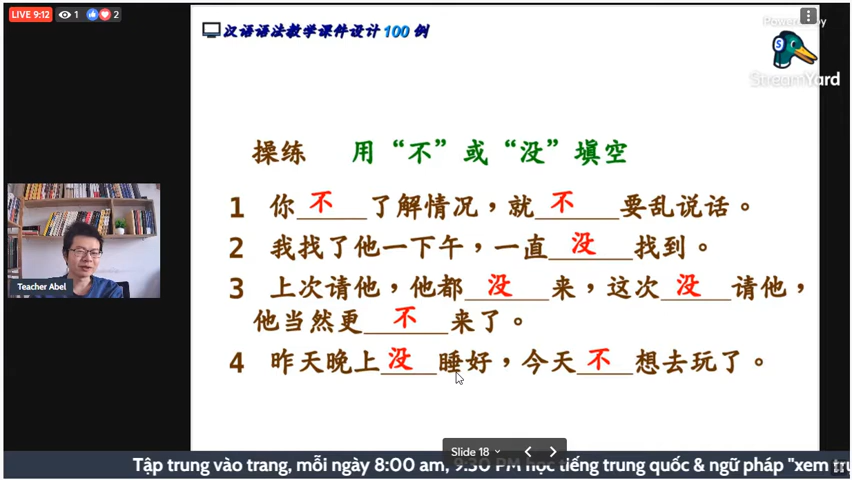 LIVE 9:12 1 2
汉语语法教学课件设计100例
Powered by
StreamYard
操练 用“不”或“没”填空
1 你不了解情况，就不要乱说话。
2 我找了他一下午，一直没找到。
3 上次请他，他都没来，这次没请他，
他当然更不来了。
4 昨天晚上没睡好，今天不想去玩了。
Teacher Abel
Slide 18
Tập trung vào trang, mỗi ngày 8:00 am, 9:30 PM học tiếng trung quốc & ngữ pháp "xem